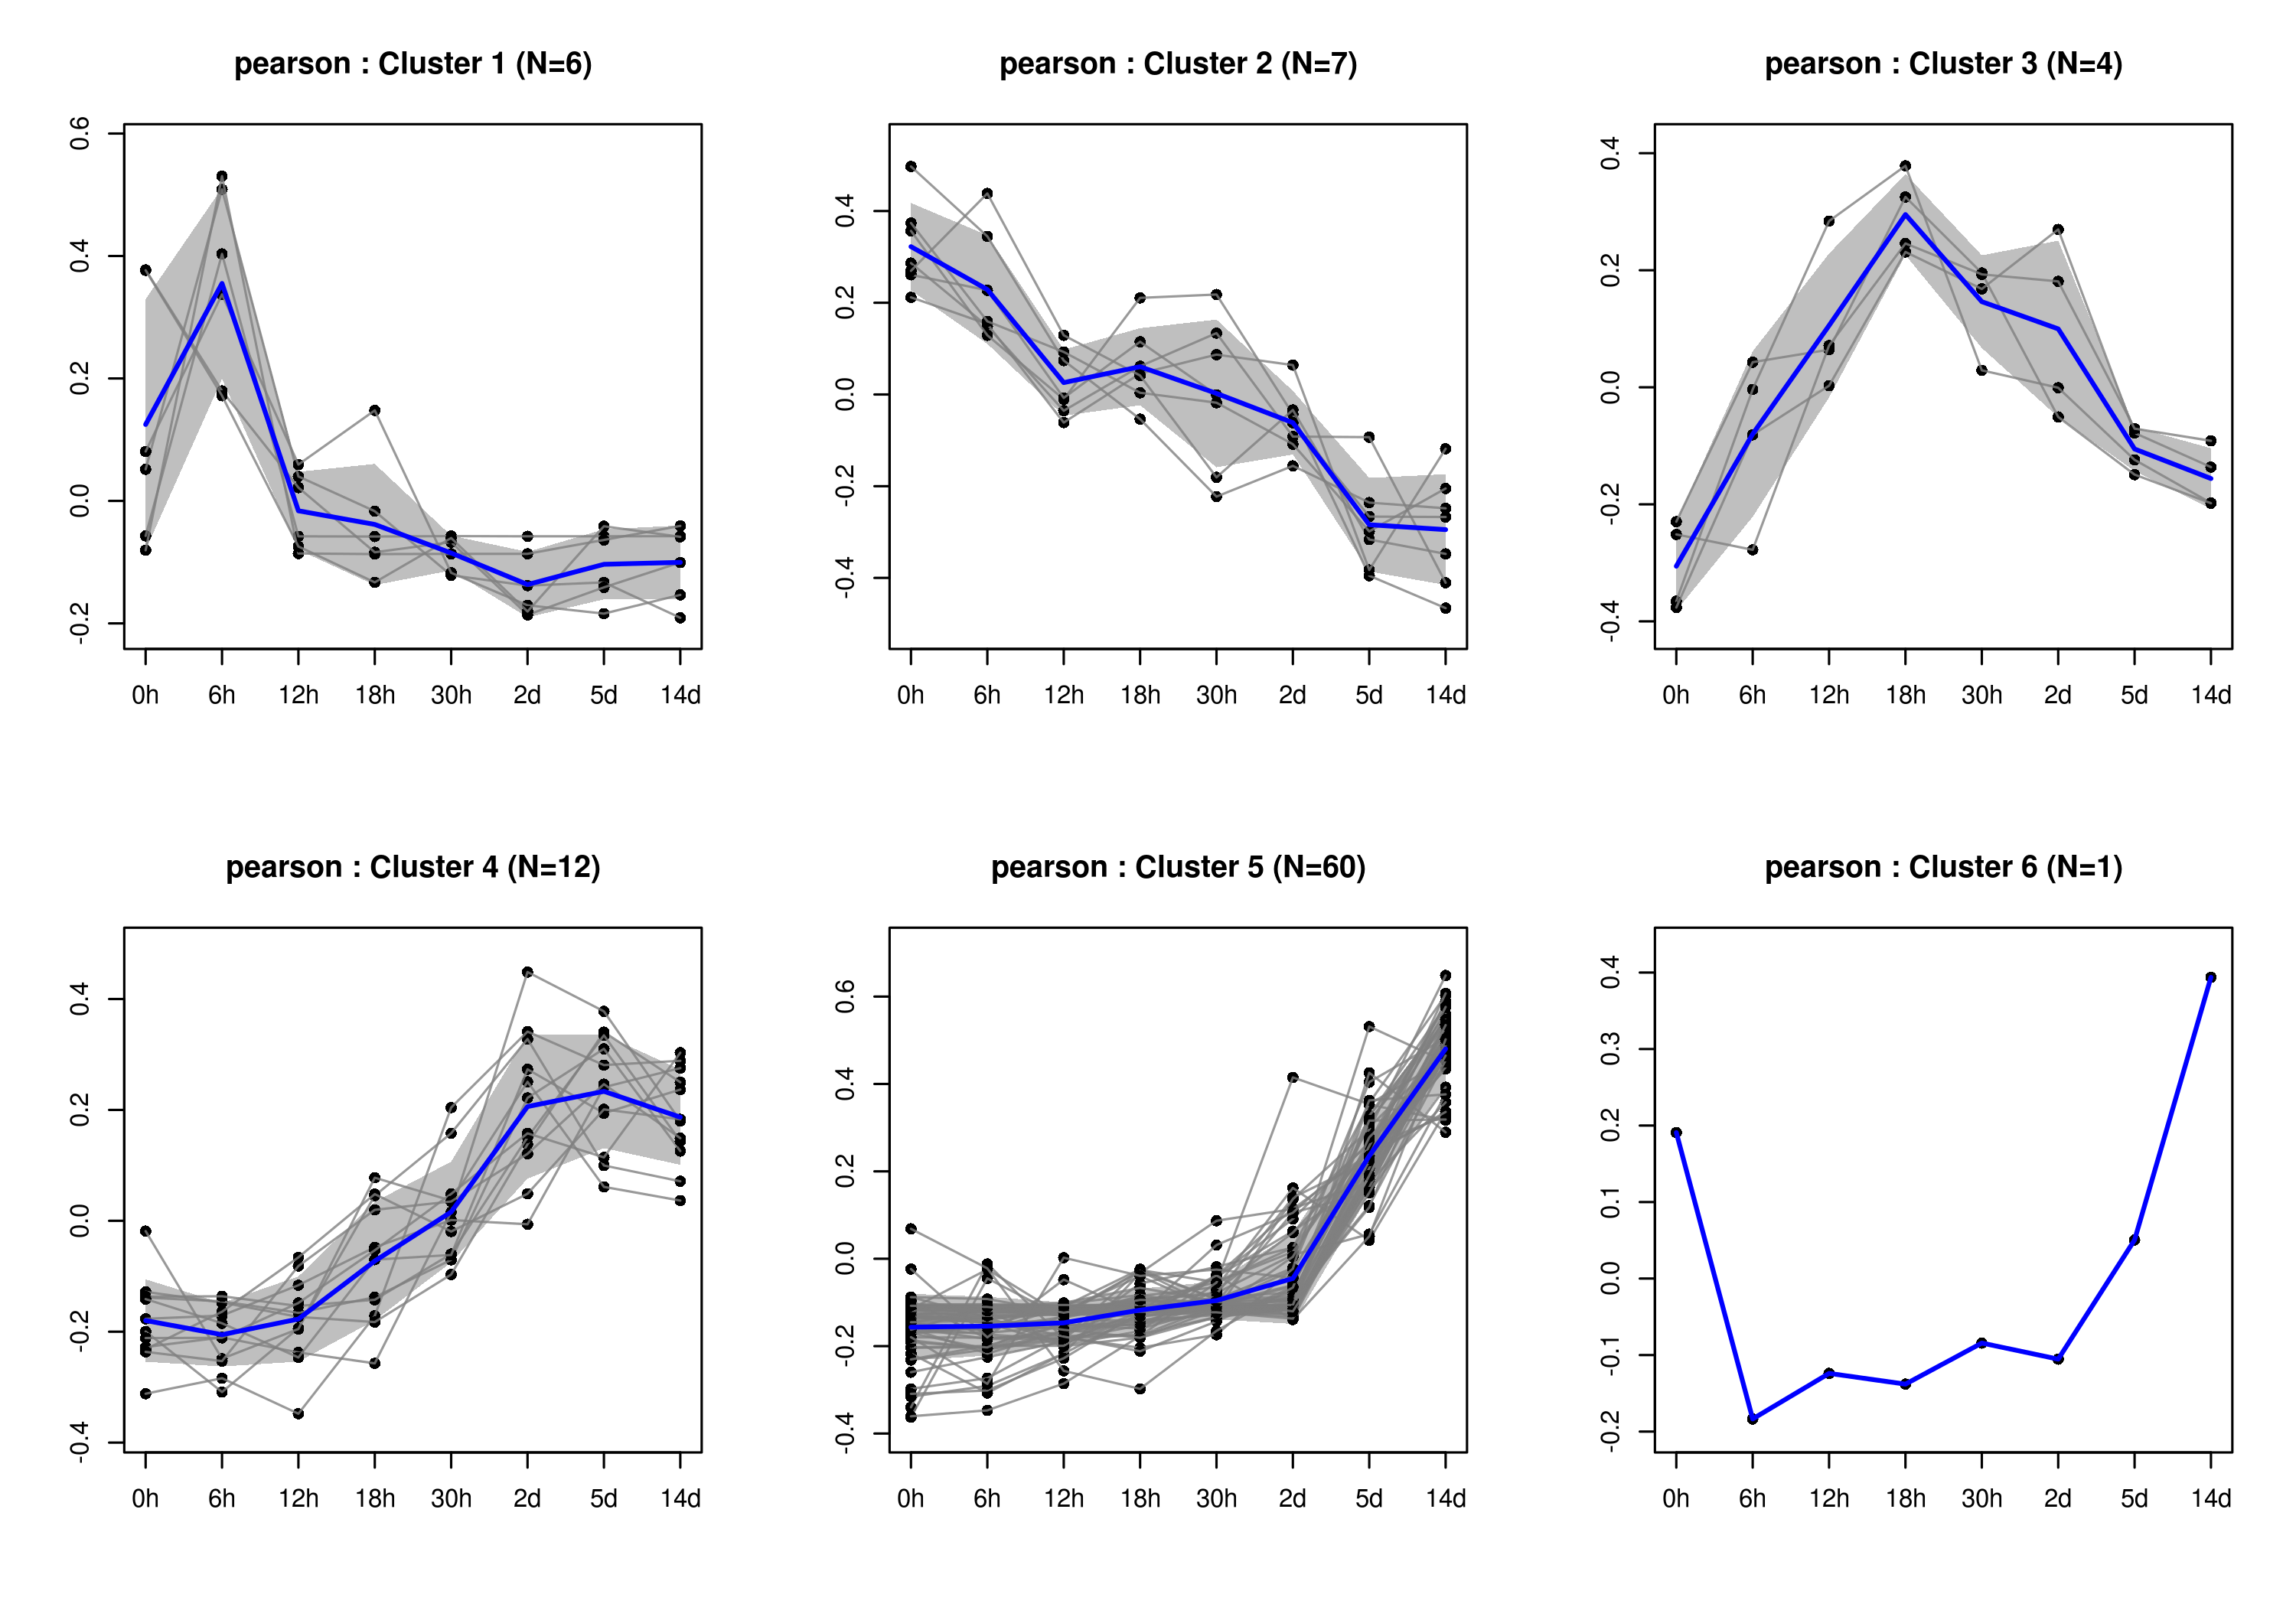 pearson : Cluster 1 (N=6)
0.6
0.4
0.2
0.0
-0.2
0h 6h 12h 18h 30h 2d 5d 14d
pearson : Cluster 2 (N=7)
0.4
0.2
0.0
-0.2
-0.4
0h 6h 12h 18h 30h 2d 5d 14d
pearson : Cluster 3 (N=4)
0.4
0.2
0.0
-0.2
-0.4
0h 6h 12h 18h 30h 2d 5d 14d
pearson : Cluster 4 (N=12)
0.4
0.2
0.0
-0.2
-0.4
0h 6h 12h 18h 30h 2d 5d 14d
pearson : Cluster 5 (N=60)
0.6
0.4
0.2
0.0
-0.2
-0.4
0h 6h 12h 18h 30h 2d 5d 14d
pearson : Cluster 6 (N=1)
0.4
0.3
0.2
0.1
0.0
-0.1
-0.2
0h 6h 12h 18h 30h 2d 5d 14d